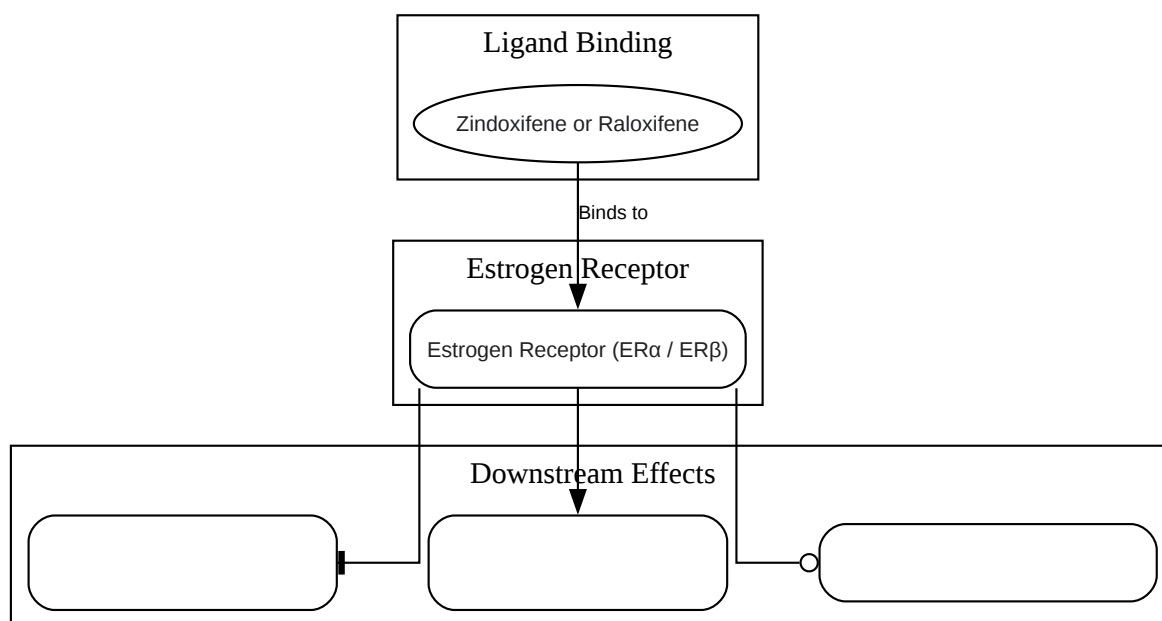 Ligand Binding
Zindoxifene or Raloxifene
Binds to
Estrogen Receptor
Estrogen Receptor (ERα / ERβ)
Downstream Effects